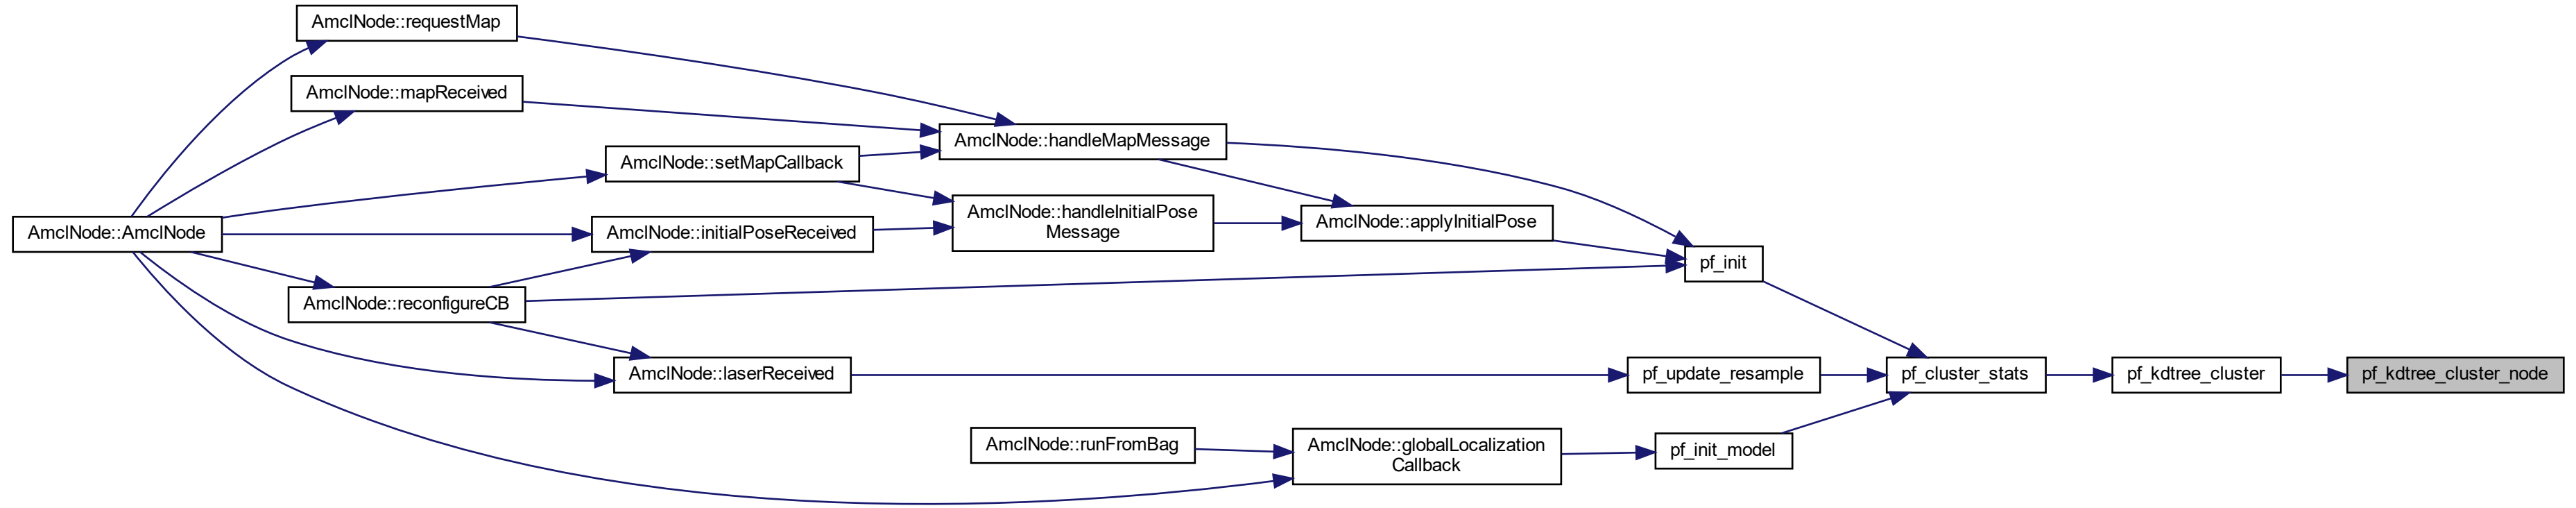 AmclNode::requestMap
AmclNode::mapReceived
AmclNode::handleMapMessage
AmclNode::setMapCallback
AmclNode::handleInitialPose
Message
AmclNode::applyInitialPose
AmclNode::AmclNode
AmclNode::initialPoseReceived
pf_init
AmclNode::reconfigureCB
AmclNode::laserReceived
pf_update_resample
pf_cluster_stats
pf_kdtree_cluster
pf_kdtree_cluster_node
AmclNode::runFromBag
AmclNode::globalLocalization
Callback
pf_init_model